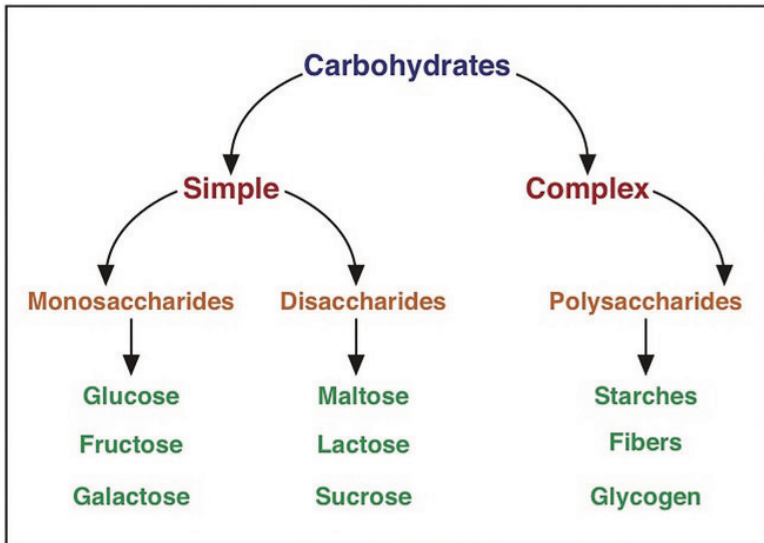 Carbohydrates
Simple Complex
Monosaccharides Disaccharides Polysaccharides
Glucose Maltose Starches
Fructose Lactose Fibers
Galactose Sucrose Glycogen